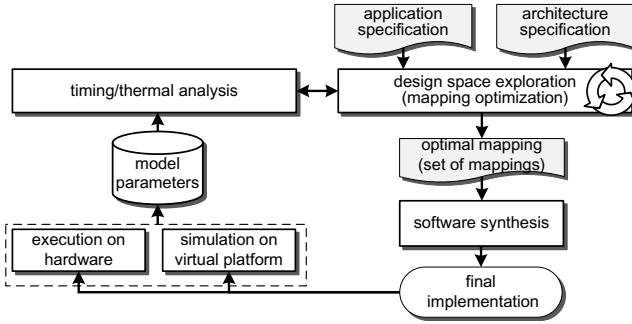 application
specification
architecture
specification
timing/thermal analysis
design space exploration
(mapping optimization)
optimal mapping
(set of mappings)
model
parameters
software synthesis
execution on
hardware
simulation on
virtual platform
final
implementation